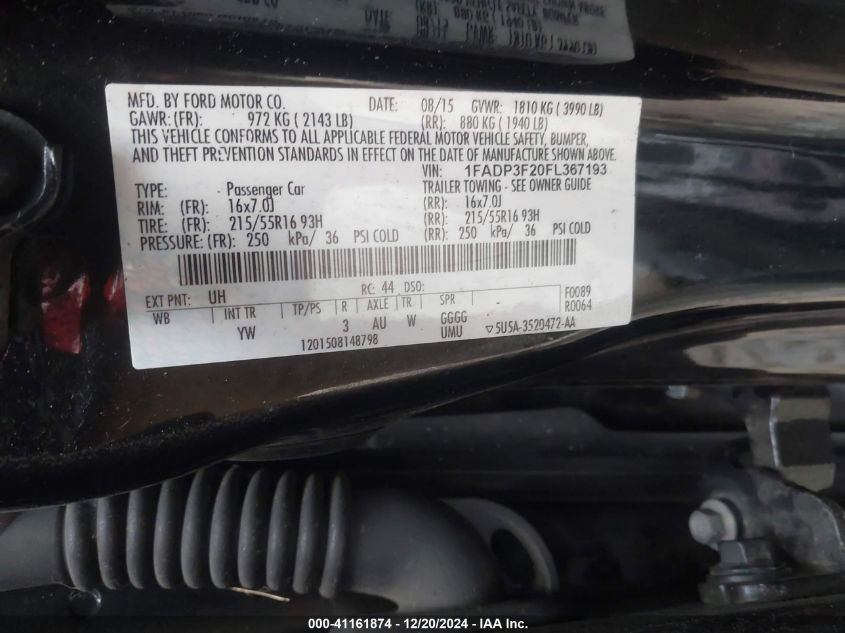 MFD. BY FORD MOTOR CO. DATE: 08/15 GVWR: 1810 KG ( 3990 LB)
GAWR: (FR): 972 KG ( 2143 LB) (RR): 880 KG ( 1940 LB)
THIS VEHICLE CONFORMS TO ALL APPLICABLE FEDERAL MOTOR VEHICLE SAFETY, BUMPER,
AND THEFT PREVENTION STANDARDS IN EFFECT ON THE DATE OF MANUFACTURE SHOWN ABOVE.
VIN: 1FADP3F20FL367193
TYPE: Passenger Car TRAILER TOWING - SEE OWNER GUIDE
RIM: (FR): 16x7.0J (RR): 16x7.0J
TIRE: (FR): 215/55R16 93H (RR): 215/55R16 93H
PRESSURE: (FR): 250 kPa/ 36 PSI COLD (RR): 250 kPa/ 36 PSI COLD
EXT PNT: UH RC: 44 DSO: F0089
WB INT TR TP/PS R AXLE TR SPR - R0064
YW 3 AU W GGGG
UMU ▽5U5A-3520472-AA
1201508148798
000-41161874 - 12/20/2024 - IAA Inc.